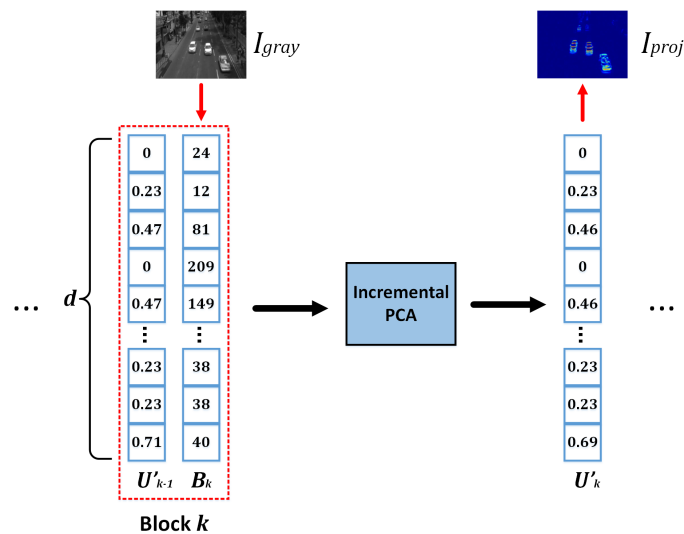 I_gray
I_proj
0 24
0.23 12
0.47 81
0 209
0.47 149
0.23 38
0.23 38
0.71 40
U'_k-1 B_k
Block k
d
...
Incremental
PCA
0
0.23
0.46
0
0.46
0.23
0.23
0.69
U'_k
...